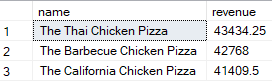 name revenue
1 The Thai Chicken Pizza 43434.25
2 The Barbecue Chicken Pizza 42768
3 The California Chicken Pizza 41409.5